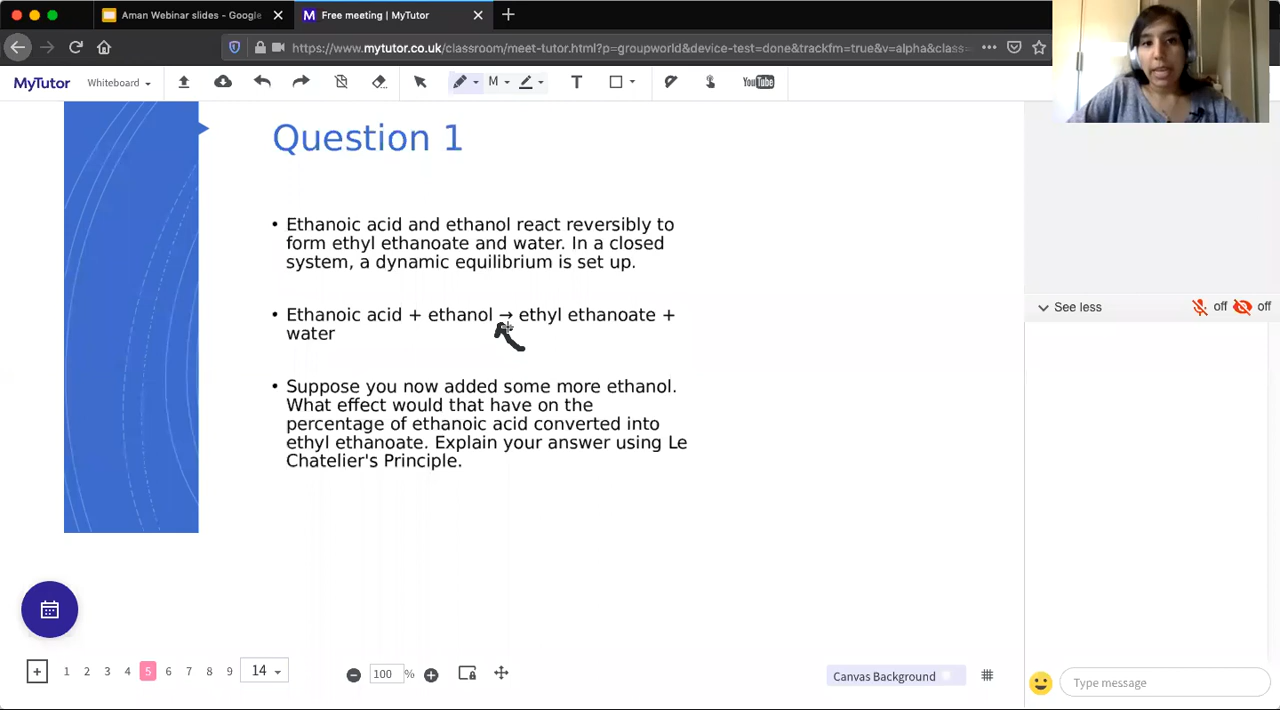 Aman Webinar slides - Google
Free meeting | MyTutor
https://www.mytutor.co.uk/classroom/meet-tutor.html?p=groupworld&device-test=done&trackfm=true&v=alpha&class=
MyTutor
Whiteboard
M
T
YouTube
Question 1
• Ethanoic acid and ethanol react reversibly to
form ethyl ethanoate and water. In a closed
system, a dynamic equilibrium is set up.
• Ethanoic acid + ethanol → ethyl ethanoate +
water
• Suppose you now added some more ethanol.
What effect would that have on the
percentage of ethanoic acid converted into
ethyl ethanoate. Explain your answer using Le
Chatelier's Principle.
See less
off
off
1 2 3 4 5 6 7 8 9 14
100 %
Canvas Background
Type message